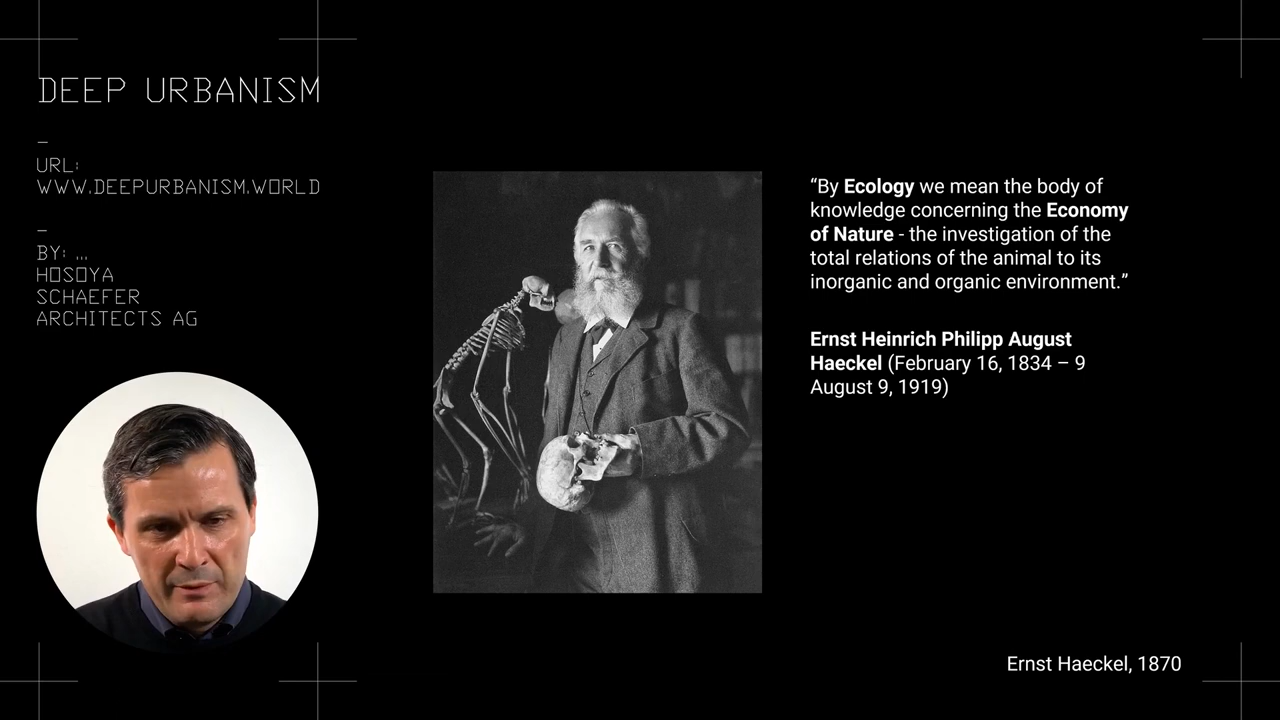 DEEP URBANISM
–
URL:
WWW.DEEPURBANISM.WORLD
–
BY: ...
HOSOYA
SCHAEFER
ARCHITECTS AG
“By Ecology we mean the body of
knowledge concerning the Economy
of Nature - the investigation of the
total relations of the animal to its
inorganic and organic environment.”
Ernst Heinrich Philipp August
Haeckel (February 16, 1834 – 9
August 9, 1919)
Ernst Haeckel, 1870